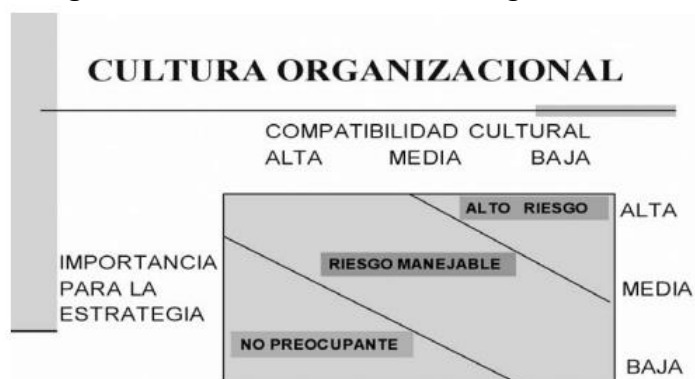 CULTURA ORGANIZACIONAL
COMPATIBILIDAD CULTURAL
ALTA MEDIA BAJA
ALTO RIESGO
ALTA
IMPORTANCIA
PARA LA
ESTRATEGIA
RIESGO MANEJABLE
MEDIA
NO PREOCUPANTE
BAJA